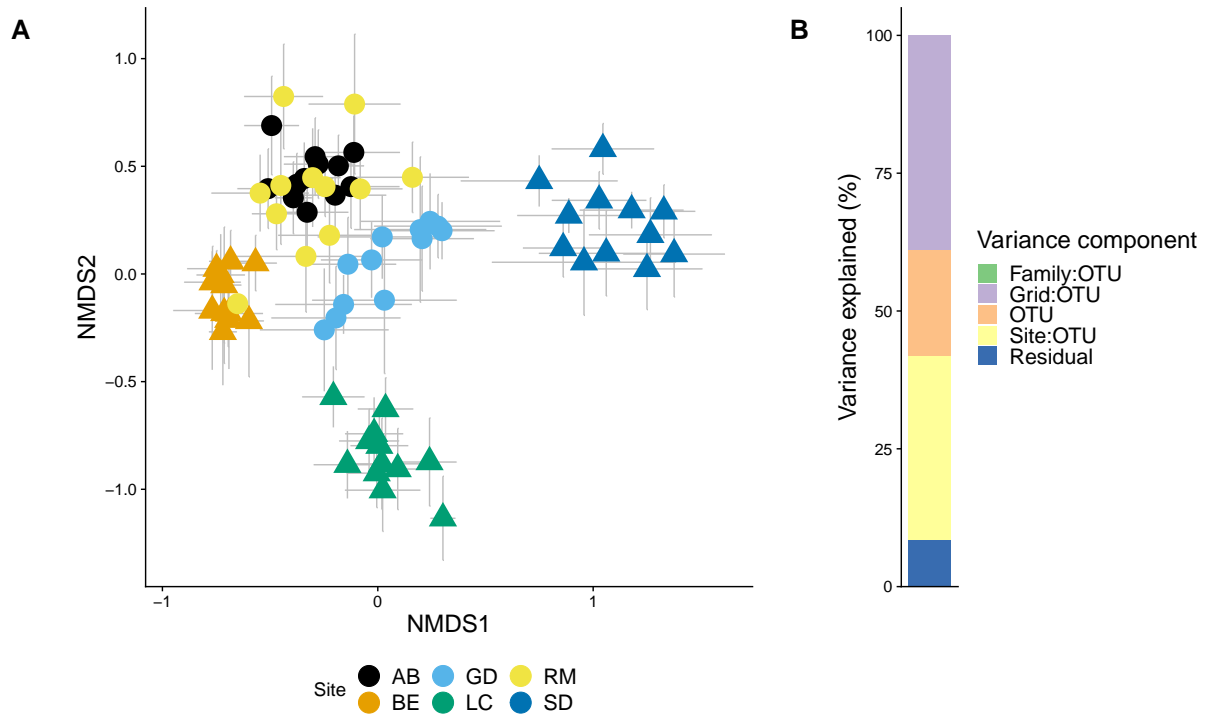 A
B
1.0
0.5
0.0
−0.5
−1.0
NMDS2
−1
0
1
NMDS1
Site
AB
GD
RM
BE
LC
SD
100
75
50
25
0
Variance explained (%)
Variance component
Family:OTU
Grid:OTU
OTU
Site:OTU
Residual